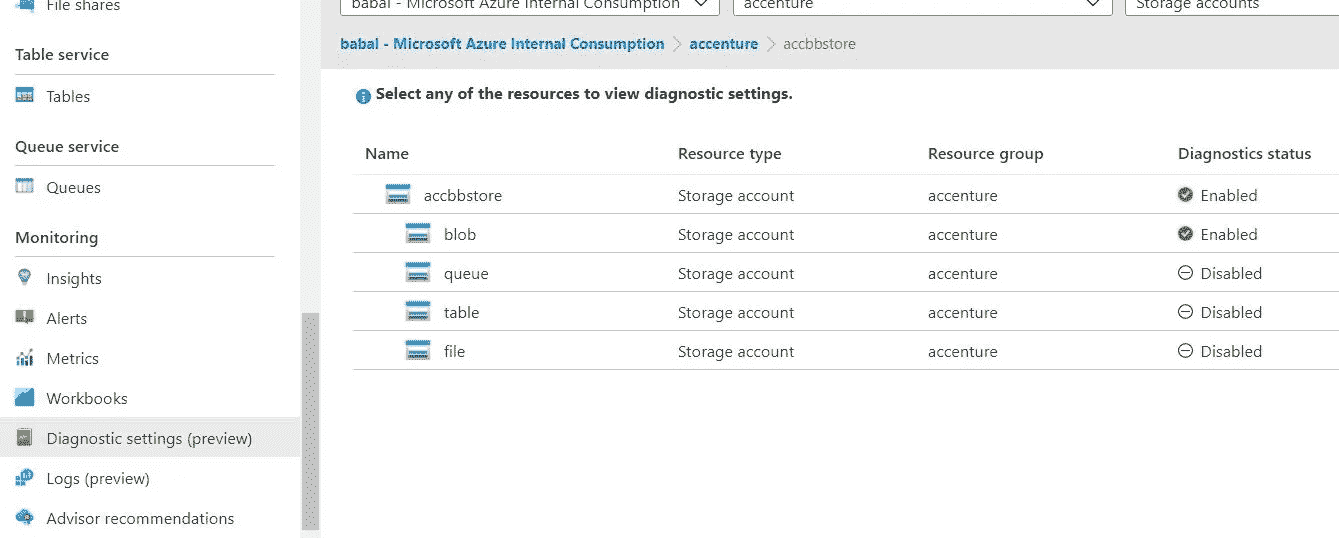 File shares
Table service
Tables
Queue service
Queues
Monitoring
Insights
Alerts
Metrics
Workbooks
Diagnostic settings (preview)
Logs (preview)
Advisor recommendations
babal - Microsoft Azure Internal Consumption
accenture
Storage accounts
babal - Microsoft Azure Internal Consumption > accenture > accbbstore
Select any of the resources to view diagnostic settings.
Name Resource type Resource group Diagnostics status
accbbstore Storage account accenture Enabled
blob Storage account accenture Enabled
queue Storage account accenture Disabled
table Storage account accenture Disabled
file Storage account accenture Disabled